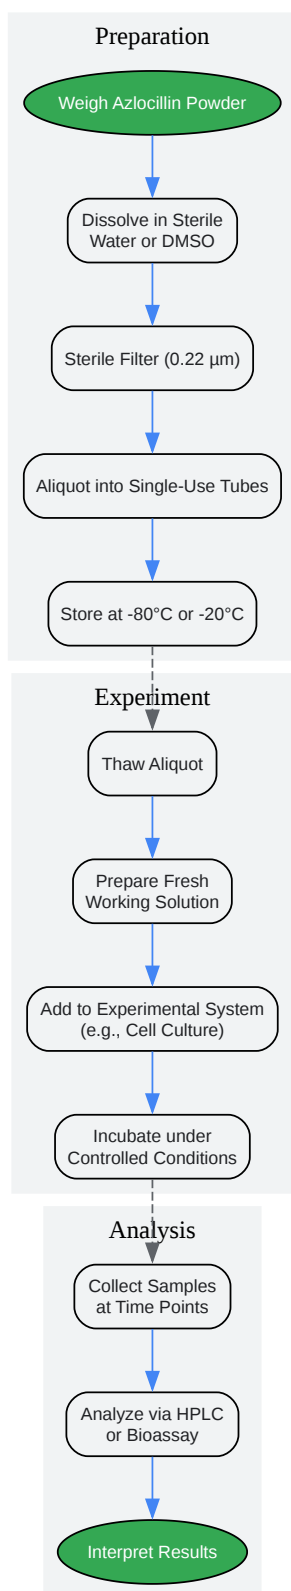 Preparation
Weigh Azlocillin Powder
Dissolve in Sterile
Water or DMSO
Sterile Filter (0.22 µm)
Aliquot into Single-Use Tubes
Store at -80°C or -20°C
Experiment
Thaw Aliquot
Prepare Fresh
Working Solution
Add to Experimental System
(e.g., Cell Culture)
Incubate under
Controlled Conditions
Analysis
Collect Samples
at Time Points
Analyze via HPLC
or Bioassay
Interpret Results